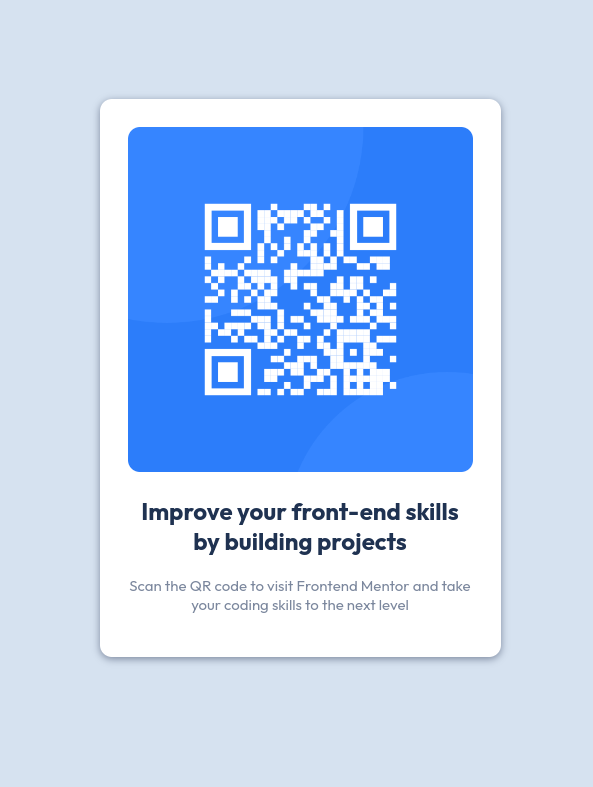 Improve your front-end skills
by building projects
Scan the QR code to visit Frontend Mentor and take
your coding skills to the next level